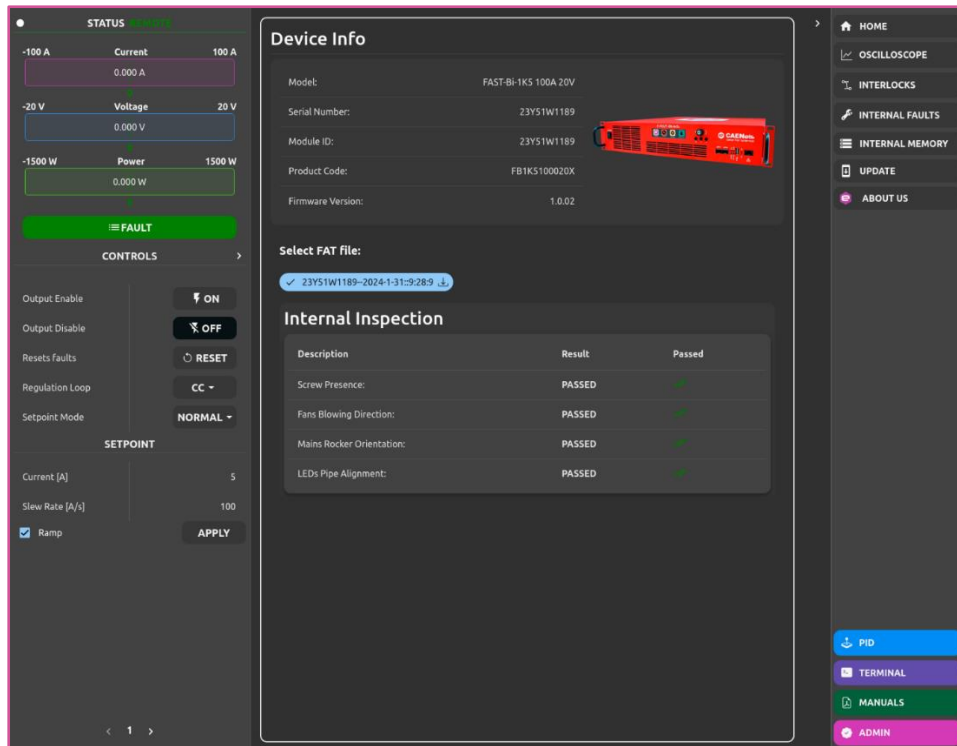 STATUS REMOTE
-100 A Current 100 A
0.000 A
-20 V Voltage 20 V
0.000 V
-1500 W Power 1500 W
0.000 W
FAULT
CONTROLS
Output Enable ON
Output Disable OFF
Resets faults RESET
Regulation Loop CC
Setpoint Mode NORMAL
SETPOINT
Current [A] 5
Slew Rate [A/s] 100
Ramp APPLY
1
Device Info
Model: FAST-Bi-1K5 100A 20V
Serial Number: 23Y51W1189
Module ID: 23Y51W1189
Product Code: FB1K5100020X
Firmware Version: 1.0.02
CAENels
Select FAT file:
23Y51W1189--2024-1-31::9:28:9
Internal Inspection
Description Result Passed
Screw Presence: PASSED
Fans Blowing Direction: PASSED
Mains Rocker Orientation: PASSED
LEDs Pipe Alignment: PASSED
HOME
OSCILLOSCOPE
INTERLOCKS
INTERNAL FAULTS
INTERNAL MEMORY
UPDATE
ABOUT US
PID
TERMINAL
MANUALS
ADMIN